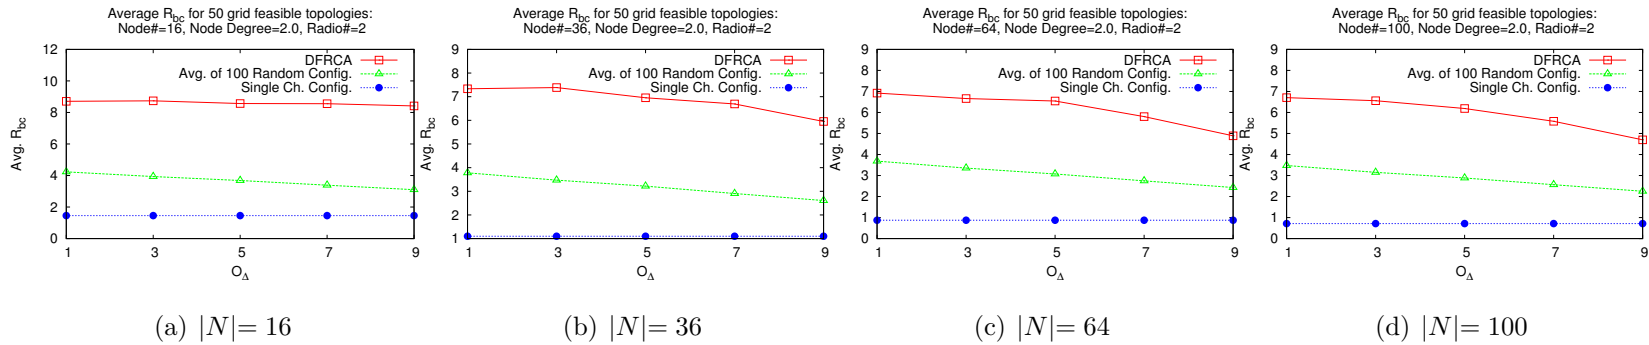 Average R_bc for 50 grid feasible topologies:
Node#=16, Node Degree=2.0, Radio#=2
12
10
8
6
4
2
0
Avg. R_bc
DFRCA
Avg. of 100 Random Config.
Single Ch. Config.
1 3 5 7 9
O_Δ
(a) |N|= 16
Average R_bc for 50 grid feasible topologies:
Node#=36, Node Degree=2.0, Radio#=2
9
8
7
6
5
4
3
2
1
Avg. R_bc
DFRCA
Avg. of 100 Random Config.
Single Ch. Config.
1 3 5 7 9
O_Δ
(b) |N|= 36
Average R_bc for 50 grid feasible topologies:
Node#=64, Node Degree=2.0, Radio#=2
9
8
7
6
5
4
3
2
1
0
Avg. R_bc
DFRCA
Avg. of 100 Random Config.
Single Ch. Config.
1 3 5 7 9
O_Δ
(c) |N|= 64
Average R_bc for 50 grid feasible topologies:
Node#=100, Node Degree=2.0, Radio#=2
9
8
7
6
5
4
3
2
1
0
Avg. R_bc
DFRCA
Avg. of 100 Random Config.
Single Ch. Config.
1 3 5 7 9
O_Δ
(d) |N|= 100